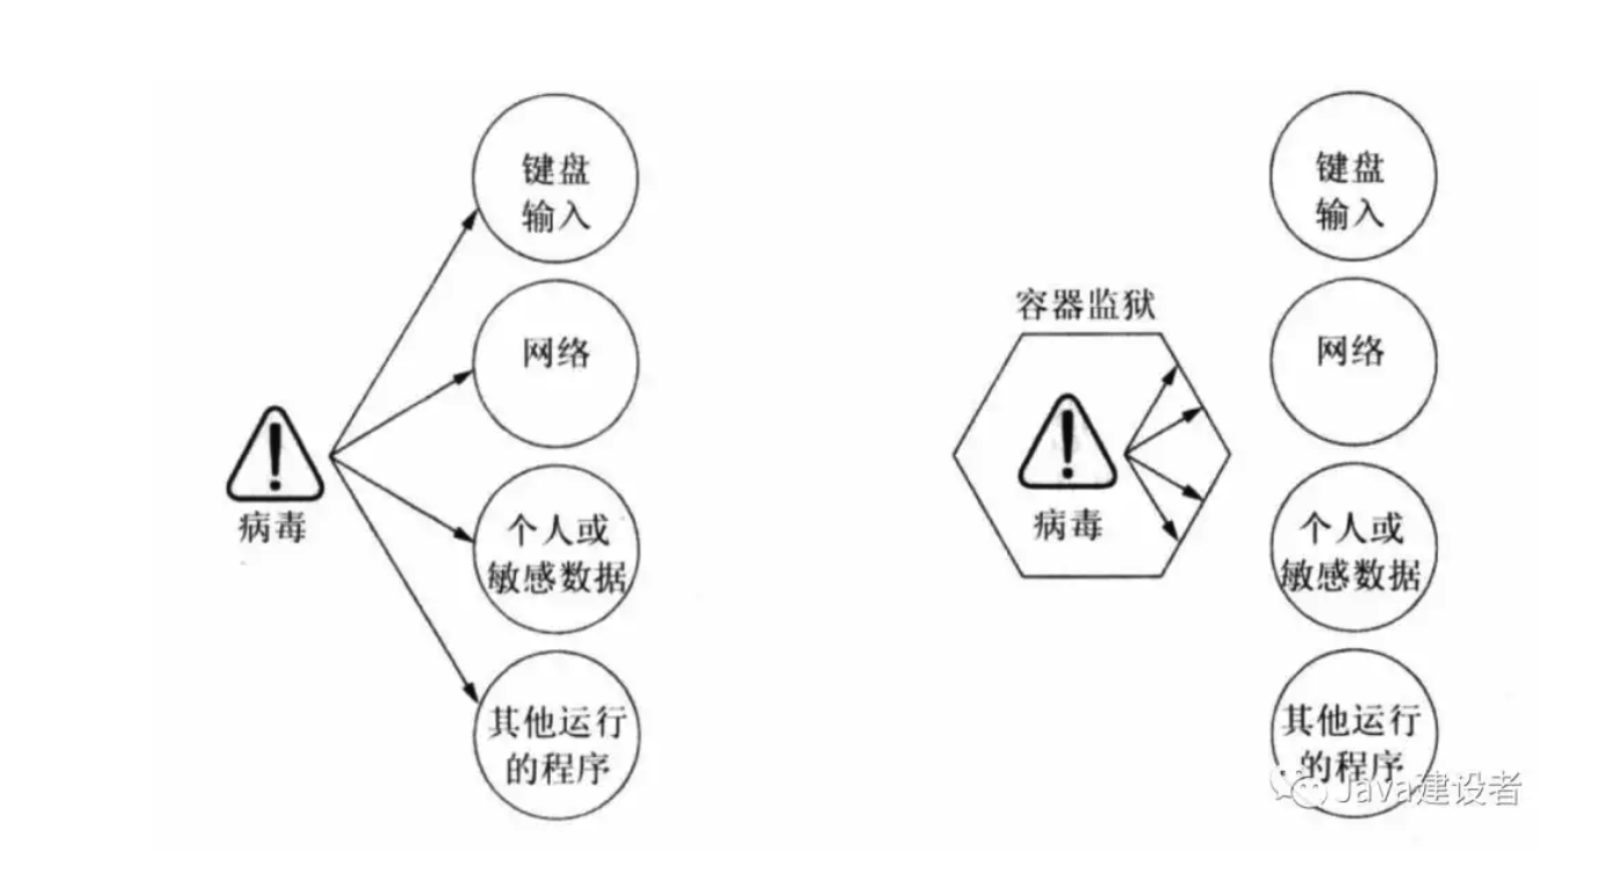 键盘
输入
网络
病毒
个人或
敏感数据
其他运行
的程序
容器监狱
病毒
键盘
输入
网络
个人或
敏感数据
其他运行
的程序
Java建设者